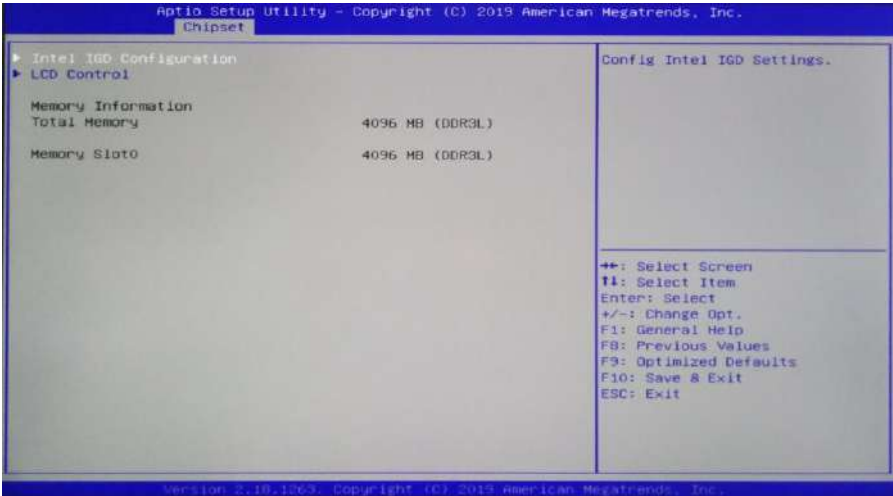 Aptio Setup Utility – Copyright (C) 2019 American Megatrends, Inc.
Chipset
▶ Intel IGD Configuration
▶ LCD Control
Memory Information
Total Memory 4096 MB (DDR3L)
Memory Slot0 4096 MB (DDR3L)
Config Intel IGD Settings.
→←: Select Screen
↑↓: Select Item
Enter: Select
+/-: Change Opt.
F1: General Help
F8: Previous Values
F9: Optimized Defaults
F10: Save & Exit
ESC: Exit
Version 2.18.1263. Copyright (C) 2019 American Megatrends, Inc.